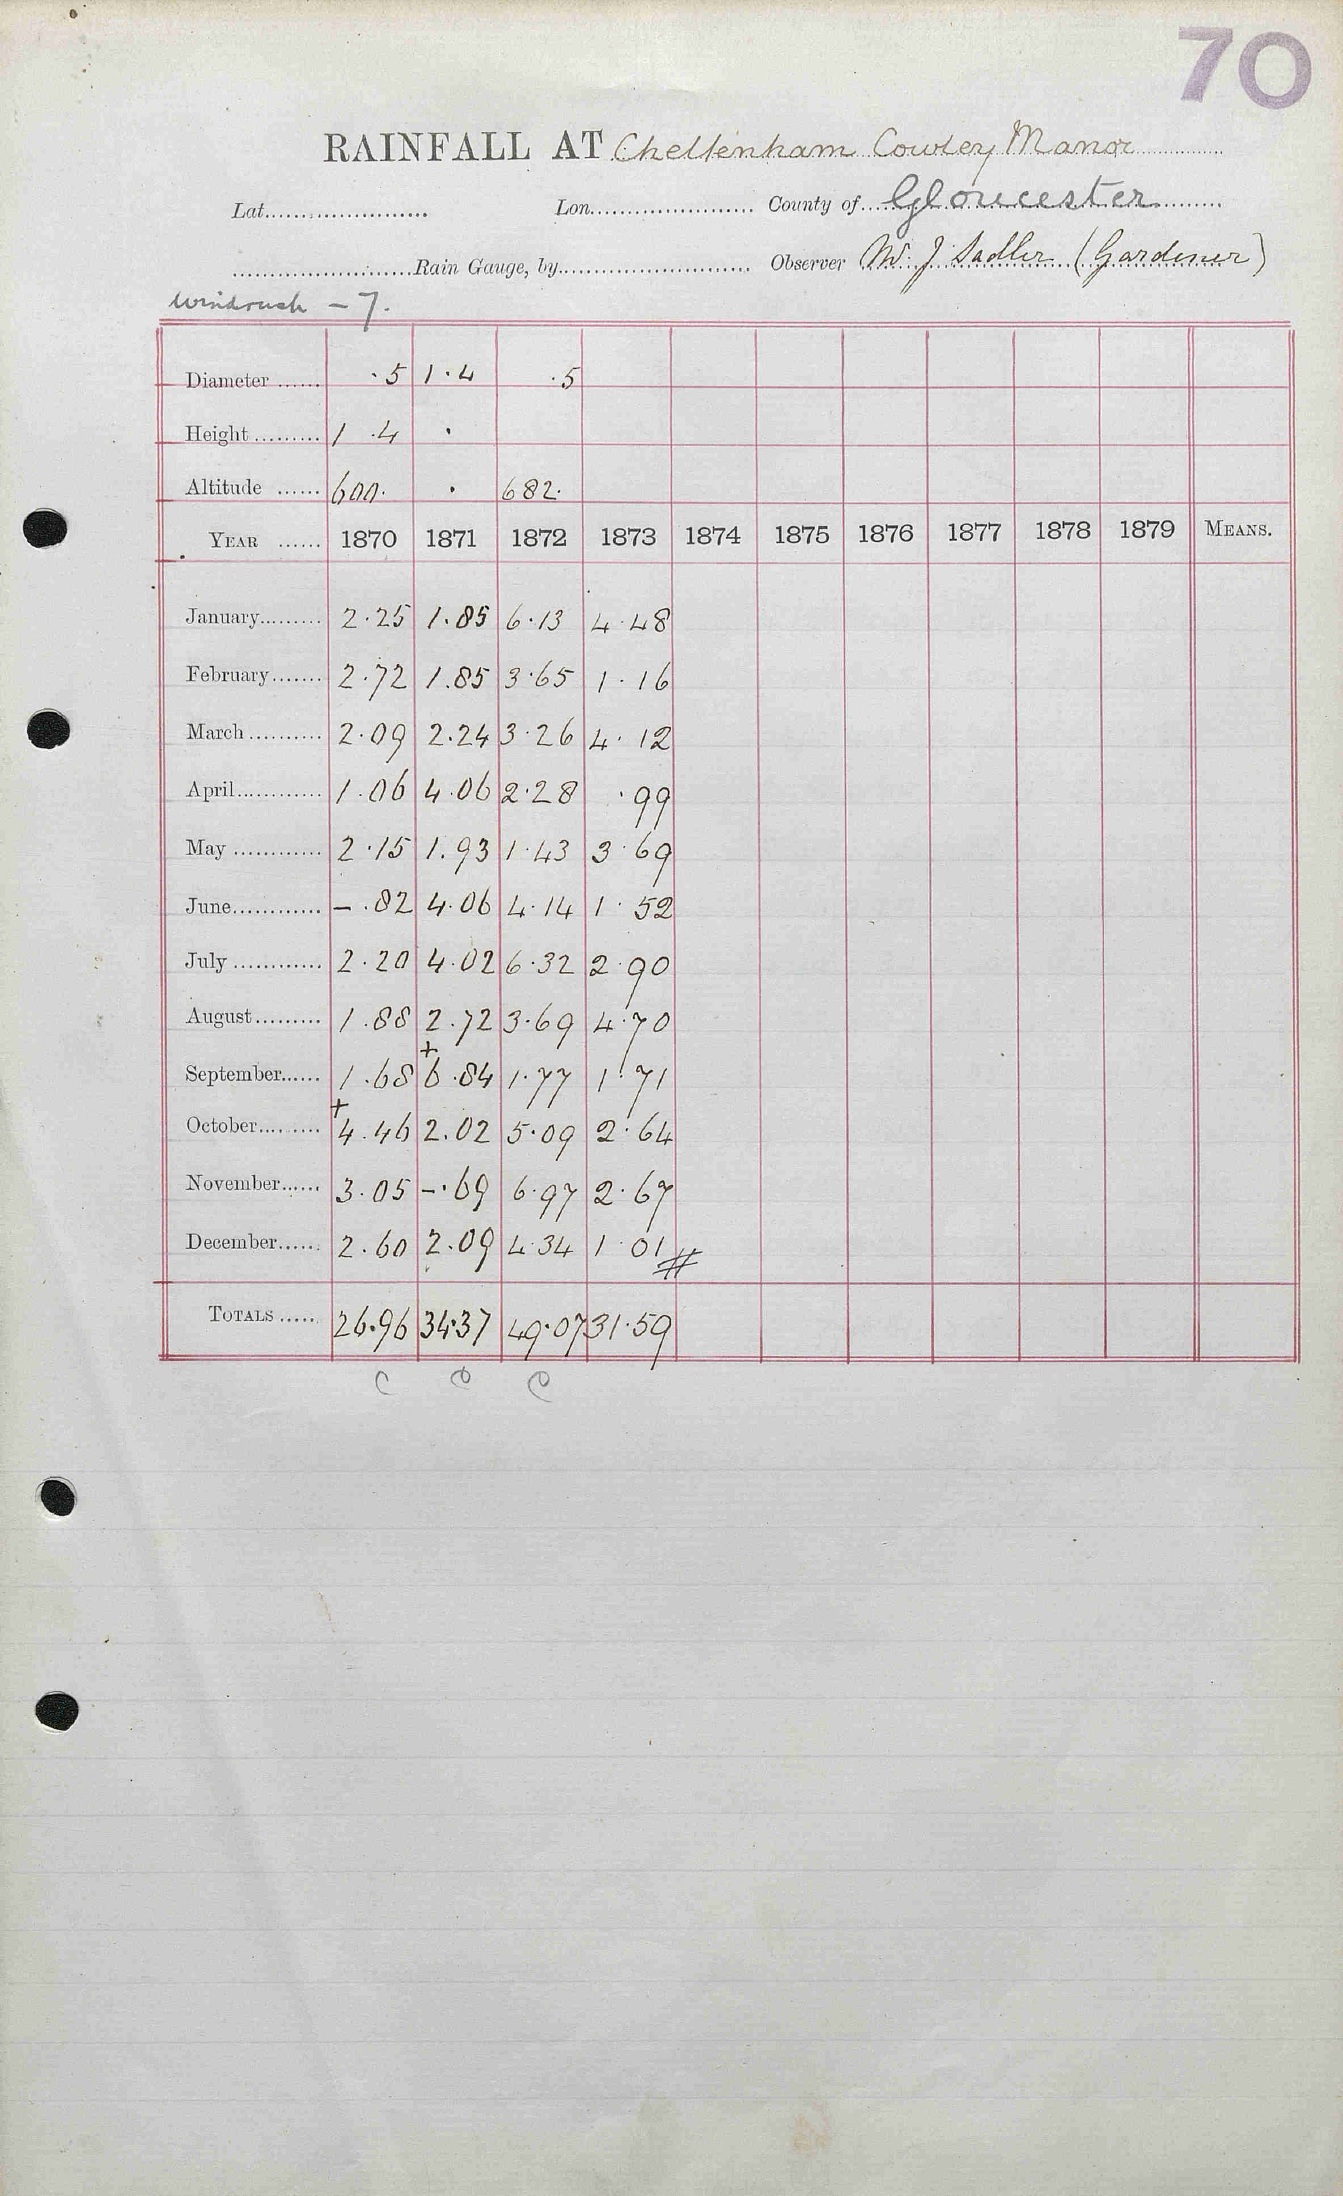 70
RAINFALL AT Cheltenham Cowley Manor
Lat. Lon. County of Gloucester
Rain Gauge, by Observer W. J. Sadler (Gardener)
Windrush - 7.
Diameter ...... .5 1.4 .5
Height ......... 1 .4 .
Altitude ...... 600. . 682.
YEAR ...... 1870 1871 1872 1873 1874 1875 1876 1877 1878 1879 MEANS.
January......... 2.25 1.85 6.13 4.48
February....... 2.72 1.85 3.65 1.16
March .......... 2.09 2.24 3.26 4.12
April............ 1.06 4.06 2.28 .99
May ............ 2.15 1.93 1.43 3.69
June............ - .82 4.06 4.14 1.52
July ............ 2.20 4.02 6.32 2.90
August......... 1.88 2.72 3.69 4.70
September...... 1.68 +6.84 1.77 1.71
October......... +4.46 2.02 5.09 2.64
November...... 3.05 -.69 6.97 2.67
December...... 2.60 2.09 4.34 1.01 #
TOTALS ..... 26.96 34.37 49.07 31.59
C C C